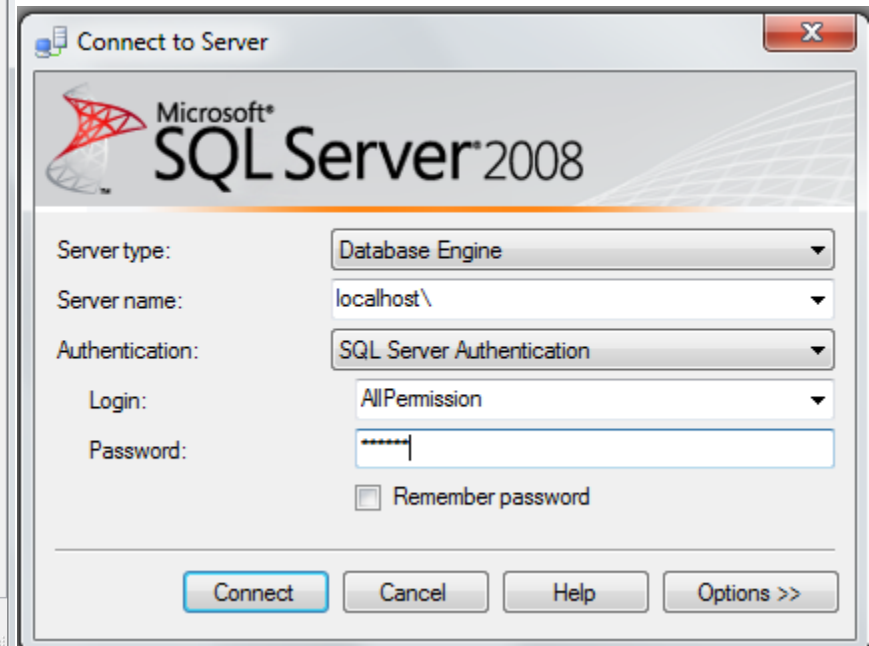 Connect to Server
Microsoft®
SQL Server® 2008
Server type: Database Engine
Server name: localhost\
Authentication: SQL Server Authentication
Login: AllPermission
Password: ******
Remember password
Connect Cancel Help Options >>